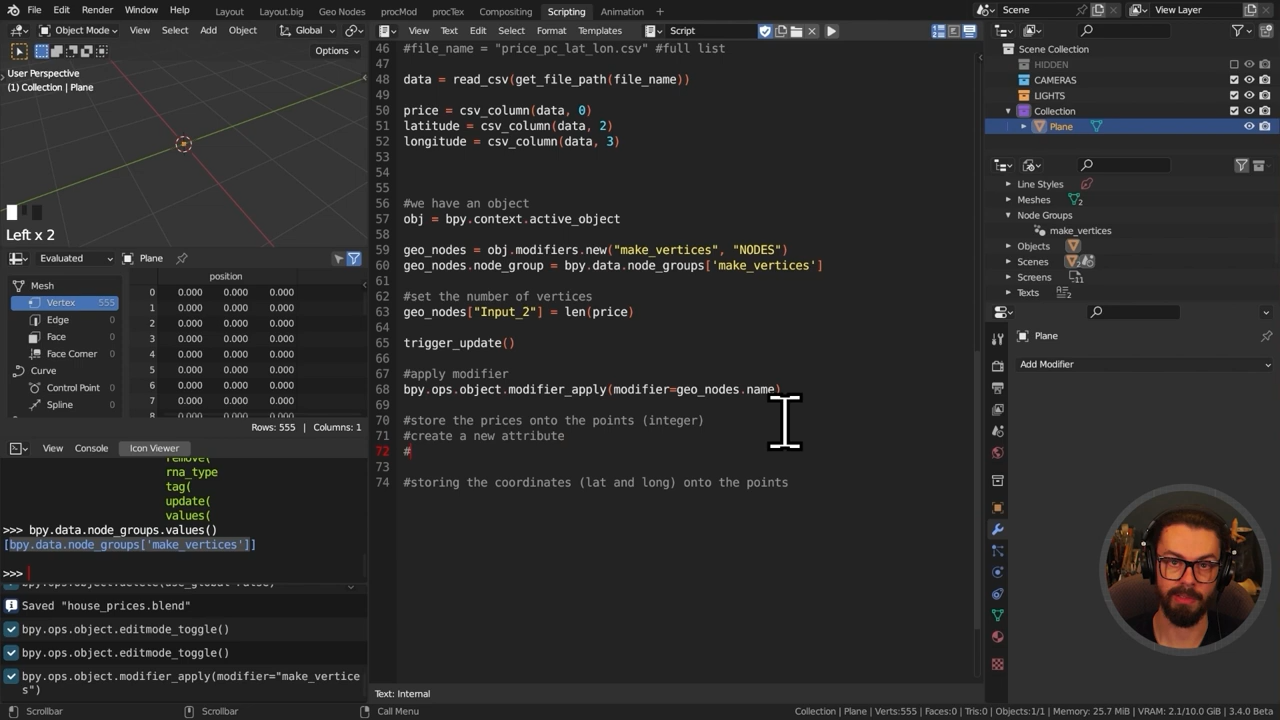 File Edit Render Window Help Layout Layout.big Geo Nodes procMod procTex Compositing Scripting Animation + Scene View Layer
Object Mode View Select Add Object Global
Options
User Perspective
(1) Collection | Plane
Left x 2
View Text Edit Select Format Templates Script
46 #file_name = "price_pc_lat_lon.csv" #full list
47
48 data = read_csv(get_file_path(file_name))
49
50 price = csv_column(data, 0)
51 latitude = csv_column(data, 2)
52 longitude = csv_column(data, 3)
53
54
55
56 #we have an object
57 obj = bpy.context.active_object
58
59 geo_nodes = obj.modifiers.new("make_vertices", "NODES")
60 geo_nodes.node_group = bpy.data.node_groups['make_vertices']
61
62 #set the number of vertices
63 geo_nodes["Input_2"] = len(price)
64
65 trigger_update()
66
67 #apply modifier
68 bpy.ops.object.modifier_apply(modifier=geo_nodes.name)
69
70 #store the prices onto the points (integer)
71 #create a new attribute
72 #
73
74 #storing the coordinates (lat and long) onto the points
Text: Internal
Evaluated Plane
position
Mesh
Vertex 555
Edge 0
Face 0
Face Corner 0
Curve
Control Point 0
Spline 0
0 0.000 0.000 0.000
1 0.000 0.000 0.000
2 0.000 0.000 0.000
3 0.000 0.000 0.000
4 0.000 0.000 0.000
5 0.000 0.000 0.000
6 0.000 0.000 0.000
7 0.000 0.000 0.000
Rows: 555 | Columns: 1
View Console Icon Viewer
remove(
rna_type
tag(
update(
values(
>>> bpy.data.node_groups.values()
[bpy.data.node_groups['make_vertices']]
>>>
bpy.ops.object.delete(use_global=False)
Saved "house_prices.blend"
bpy.ops.object.editmode_toggle()
bpy.ops.object.editmode_toggle()
bpy.ops.object.modifier_apply(modifier="make_vertice
s")
Scene Collection
HIDDEN
CAMERAS
LIGHTS
Collection
Plane
Line Styles
Meshes 2
Node Groups
make_vertices
Objects
Scenes
Screens
Texts
Plane
Add Modifier
Scrollbar Scrollbar Call Menu
Collection | Plane | Verts:555 | Faces:0 | Tris:0 | Objects:1/1 | Memory: 25.7 MiB | VRAM: 2.1/10.0 GiB | 3.4.0 Beta